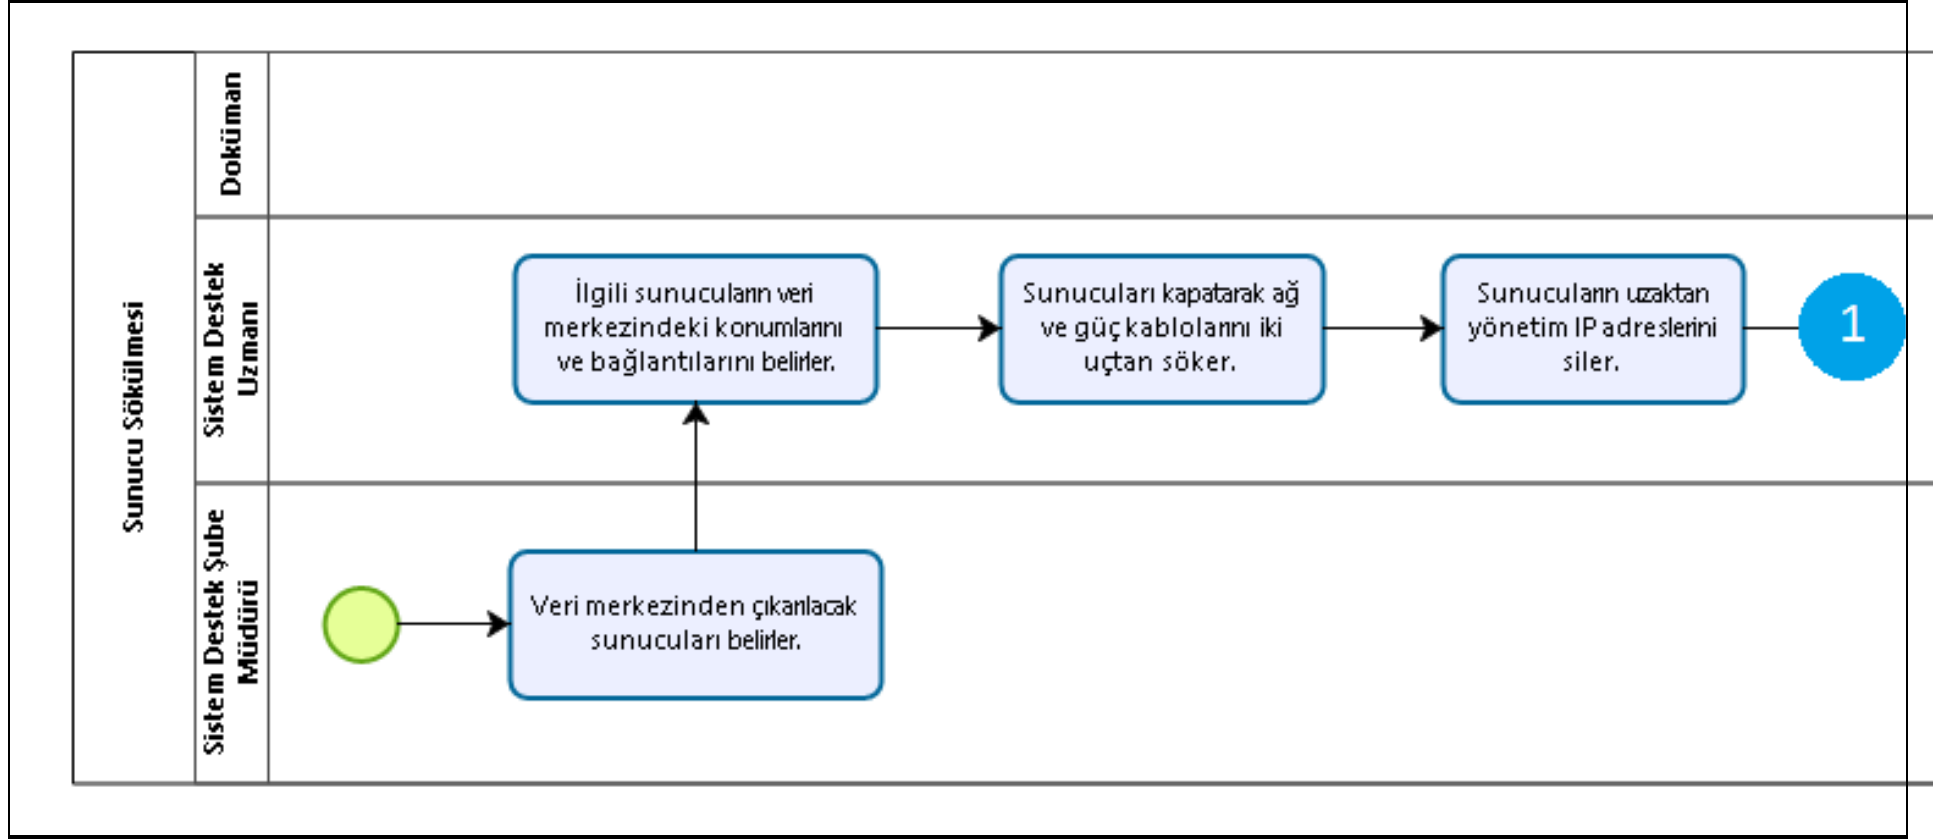 Sunucu Sökülmesi
Doküman
Sistem Destek
Uzmanı
İlgili sunucuların veri
merkezindeki konumlarını
ve bağlantılarını belirler.
Sunucuları kapatarak ağ
ve güç kablolarını iki
uçtan söker.
Sunucuların uzaktan
yönetim IP adreslerini
siler.
1
Sistem Destek Şube
Müdürü
Veri merkezinden çıkarılacak
sunucuları belirler.